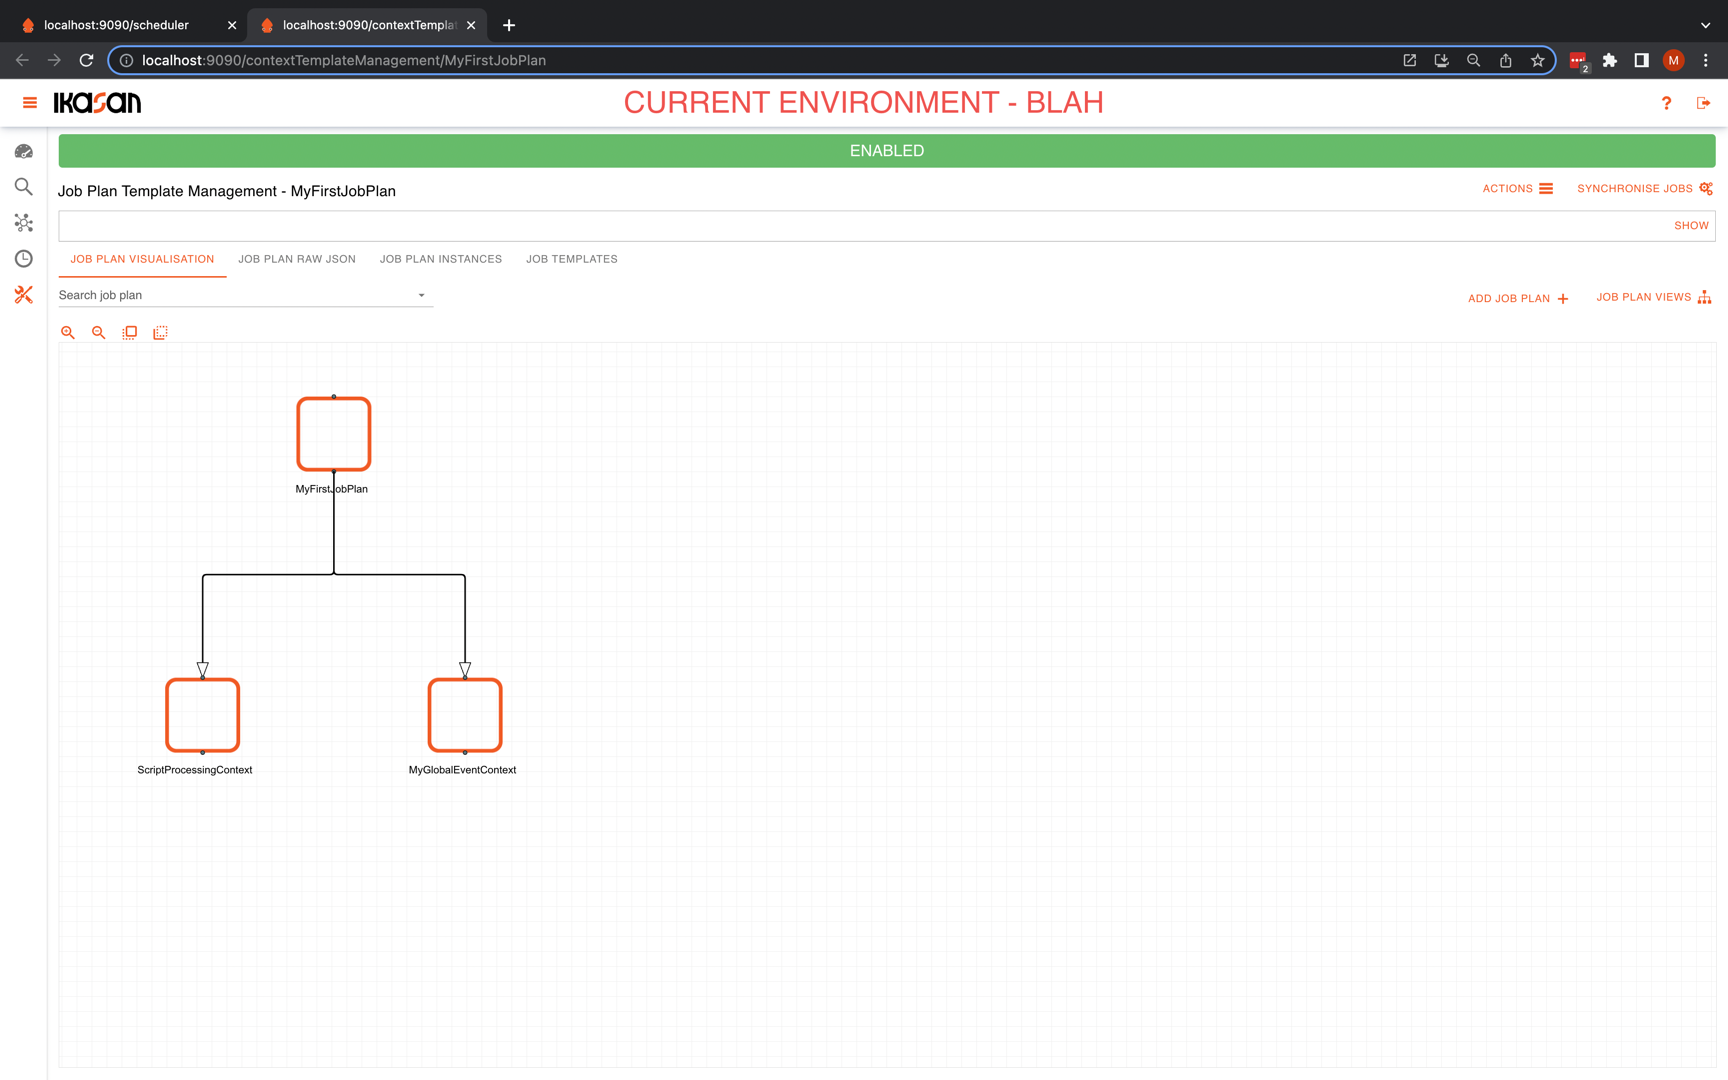 localhost:9090/scheduler
localhost:9090/contextTempla
localhost:9090/contextTemplateManagement/MyFirstJobPlan
2
M
IKASAN
CURRENT ENVIRONMENT - BLAH
?
ENABLED
Job Plan Template Management - MyFirstJobPlan
ACTIONS
SYNCHRONISE JOBS
SHOW
JOB PLAN VISUALISATION
JOB PLAN RAW JSON
JOB PLAN INSTANCES
JOB TEMPLATES
Search job plan
ADD JOB PLAN
JOB PLAN VIEWS
MyFirstJobPlan
ScriptProcessingContext
MyGlobalEventContext